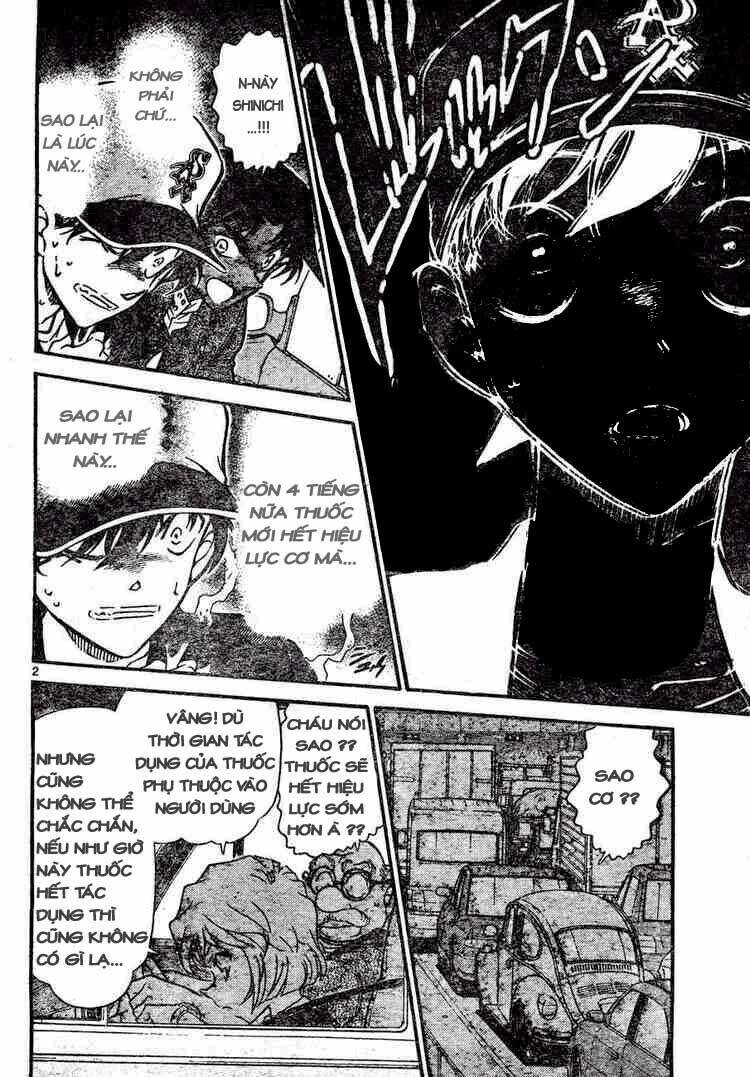 N-NÀY
SHINICHI
...!!!
KHÔNG
PHẢI
CHỨ...
SAO LẠI
LÀ LÚC
NÀY...
SAO LẠI
NHANH THẾ
NÀY...
CÒN 4 TIẾNG
NỮA THUỐC
MỚI HẾT HIỆU
LỰC CƠ MÀ...
2
SAO
CƠ ??
CHÁU NÓI
SAO ??
THUỐC SẼ
HẾT HIỆU
LỰC SỚM
HƠN À ??
VÂNG! DÙ
THỜI GIAN TÁC
DỤNG CỦA THUỐC
PHỤ THUỘC VÀO
NGƯỜI DÙNG
NHƯNG
CŨNG
KHÔNG THỂ
CHẮC CHẮN,
NẾU NHƯ GIỜ
NÀY THUỐC
HẾT TÁC
DỤNG THÌ
CŨNG KHÔNG
CÓ GÌ LẠ....